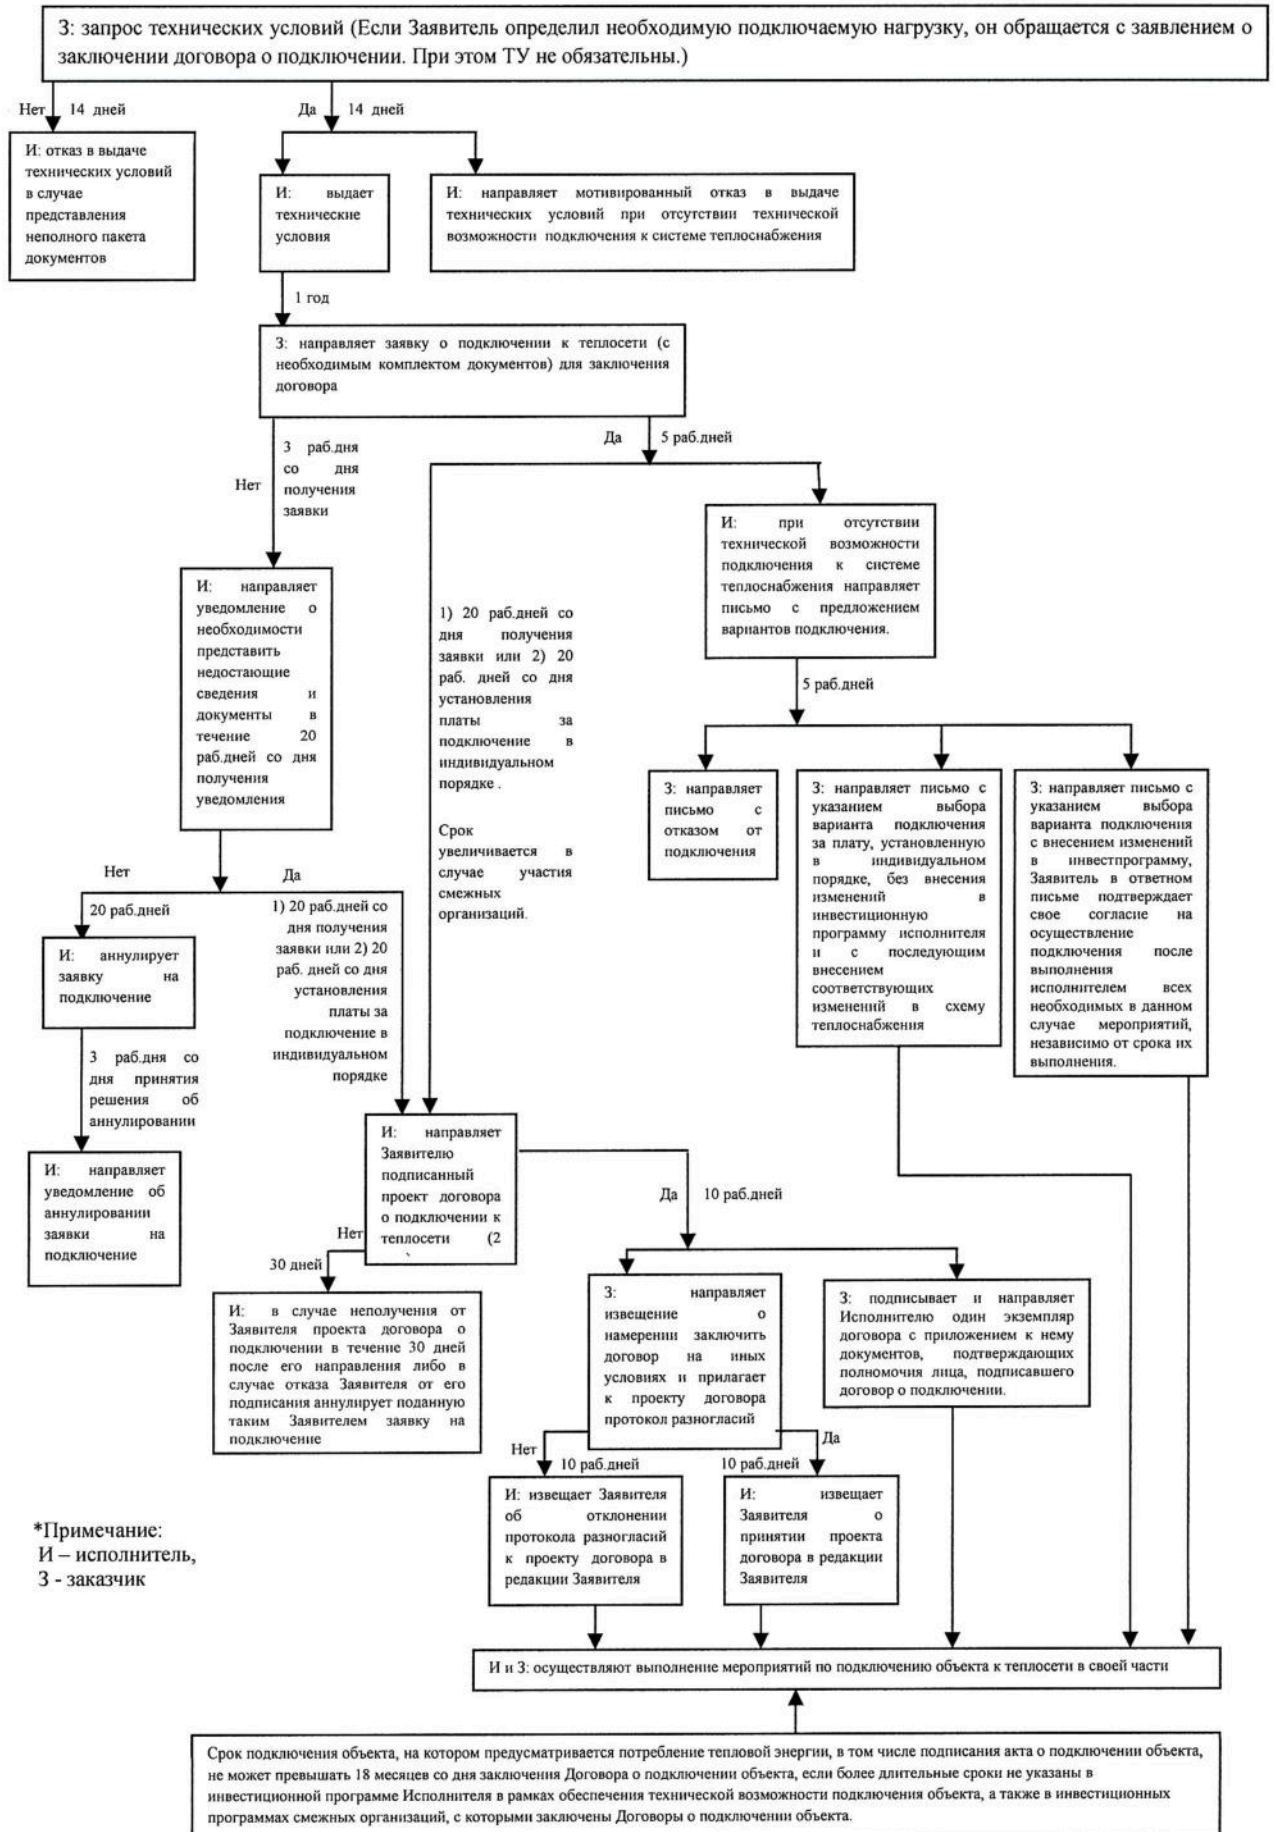 З: запрос технических условий (Если Заявитель определил необходимую подключаемую нагрузку, он обращается с заявлением о
заключении договора о подключении. При этом ТУ не обязательны.)
Нет 14 дней
Да 14 дней
И: отказ в выдаче
технических условий
в случае
представления
неполного пакета
документов
И: выдает
технические
условия
И: направляет мотивированный отказ в выдаче
технических условий при отсутствии технической
возможности подключения к системе теплоснабжения
1 год
З: направляет заявку о подключении к теплосети (с
необходимым комплектом документов) для заключения
договора
Нет
3 раб.дня
со дня
получения
заявки
Да 5 раб.дней
И: при отсутствии
технической возможности
подключения к системе
теплоснабжения направляет
письмо с предложением
вариантов подключения.
И: направляет
уведомление о
необходимости
представить
недостающие
сведения и
документы в
течение 20
раб.дней со дня
получения
уведомления
1) 20 раб.дней со
дня получения
заявки или 2) 20
раб. дней со дня
установления
платы за
подключение в
индивидуальном
порядке .
Срок
увеличивается в
случае участия
смежных
организаций.
5 раб.дней
З: направляет
письмо с
отказом от
подключения
З: направляет письмо с
указанием выбора
варианта подключения
за плату, установленную
в индивидуальном
порядке, без внесения
изменений в
инвестиционную
программу исполнителя
и с последующим
внесением
соответствующих
изменений в схему
теплоснабжения
З: направляет письмо с
указанием выбора
варианта подключения
с внесением изменений
в инвестпрограмму,
Заявитель в ответном
письме подтверждает
свое согласие на
осуществление
подключения после
выполнения
исполнителем всех
необходимых в данном
случае мероприятий,
независимо от срока их
выполнения.
Нет
20 раб.дней
Да
1) 20 раб.дней со
дня получения
заявки или 2) 20
раб. дней со дня
установления
платы за
подключение в
индивидуальном
порядке
И: аннулирует
заявку на
подключение
3 раб.дня со
дня принятия
решения об
аннулировании
И: направляет
уведомление об
аннулировании
заявки на
подключение
И: направляет
Заявителю
подписанный
проект договора
о подключении к
теплосети (2
Нет
30 дней
Да 10 раб.дней
И: в случае неполучения от
Заявителя проекта договора о
подключении в течение 30 дней
после его направления либо в
случае отказа Заявителя от его
подписания аннулирует поданную
таким Заявителем заявку на
подключение
З: направляет
извещение о
намерении заключить
договор на иных
условиях и прилагает
к проекту договора
протокол разногласий
З: подписывает и направляет
Исполнителю один экземпляр
договора с приложением к нему
документов, подтверждающих
полномочия лица, подписавшего
договор о подключении.
Нет
10 раб.дней
Да
10 раб.дней
И: извещает Заявителя
об отклонении
протокола разногласий
к проекту договора в
редакции Заявителя
И: извещает
Заявителя о
принятии проекта
договора в редакции
Заявителя
*Примечание:
И – исполнитель,
З - заказчик
И и З: осуществляют выполнение мероприятий по подключению объекта к теплосети в своей части
Срок подключения объекта, на котором предусматривается потребление тепловой энергии, в том числе подписания акта о подключении объекта,
не может превышать 18 месяцев со дня заключения Договора о подключении объекта, если более длительные сроки не указаны в
инвестиционной программе Исполнителя в рамках обеспечения технической возможности подключения объекта, а также в инвестиционных
программах смежных организаций, с которыми заключены Договоры о подключении объекта.